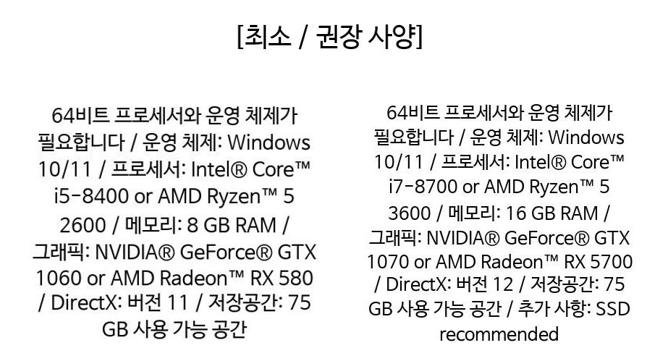 [최소 / 권장 사양]
64비트 프로세서와 운영 체제가
필요합니다 / 운영 체제: Windows
10/11 / 프로세서: Intel® Core™
i5-8400 or AMD Ryzen™ 5
2600 / 메모리: 8 GB RAM /
그래픽: NVIDIA® GeForce® GTX
1060 or AMD Radeon™ RX 580
/ DirectX: 버전 11 / 저장공간: 75
GB 사용 가능 공간
64비트 프로세서와 운영 체제가
필요합니다 / 운영 체제: Windows
10/11 / 프로세서: Intel® Core™
i7-8700 or AMD Ryzen™ 5
3600 / 메모리: 16 GB RAM /
그래픽: NVIDIA® GeForce® GTX
1070 or AMD Radeon™ RX 5700
/ DirectX: 버전 12 / 저장공간: 75
GB 사용 가능 공간 / 추가 사항: SSD
recommended